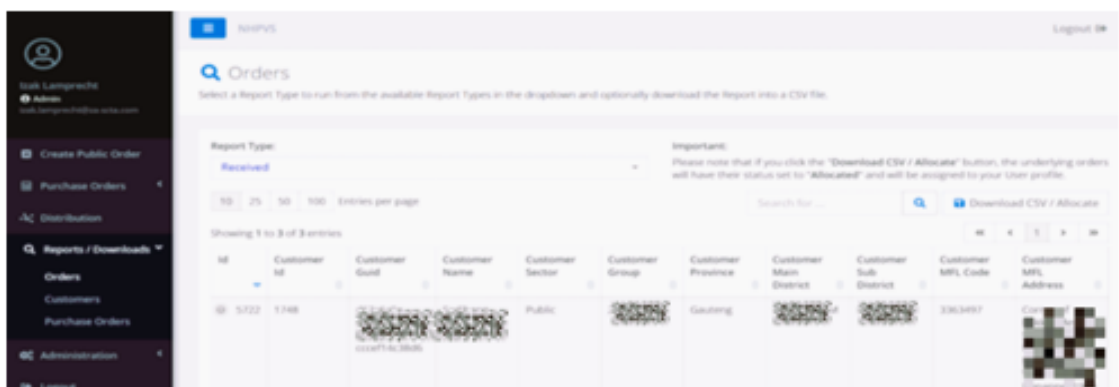 NHPVS
Logout
Izak Lamprecht
Admin
Orders
Select a Report Type to run from the available Report Types in the dropdown and optionally download the Report into a CSV file.
Create Public Order
Purchase Orders
Distribution
Reports / Downloads
Orders
Customers
Purchase Orders
Administration
Logout
Report Type:
Received
Important:
Please note that if you click the "Download CSV / Allocate" button, the underlying orders
will have their status set to "Allocated" and will be assigned to your User profile.
10 25 50 100 Entries per page
Search for ...
Download CSV / Allocate
Showing 1 to 3 of 3 entries
« < 1 > »
Id
Customer Id
Customer Guid
Customer Name
Customer Sector
Customer Group
Customer Province
Customer Main District
Customer Sub District
Customer MFL Code
Customer MFL Address
5722 1748 Public Gauteng 3363497